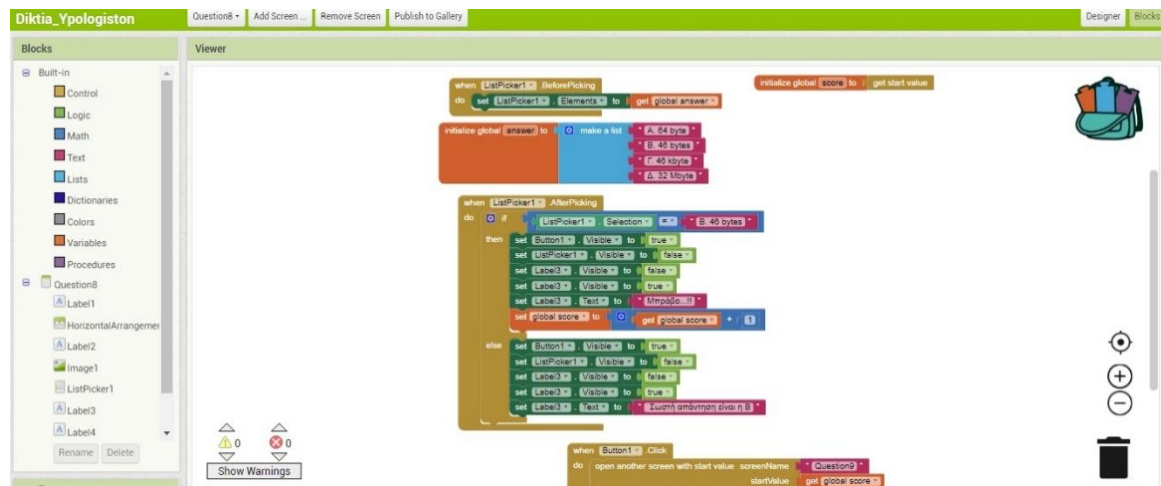 Diktia_Ypologiston
Question8 Add Screen ... Remove Screen Publish to Gallery Designer Blocks
Blocks
Viewer
Built-in
Control
Logic
Math
Text
Lists
Dictionaries
Colors
Variables
Procedures
Question8
Label1
HorizontalArrangemer
Label2
Image1
ListPicker1
Label3
Label4
Rename Delete
when ListPicker1 .BeforePicking
do set ListPicker1 . Elements to get global answer
initialize global score to get start value
initialize global answer to make a list " A. 64 byte "
" B. 46 bytes "
" Γ. 46 kbyte "
" Δ. 32 Mbyte "
when ListPicker1 .AfterPicking
do if ListPicker1 . Selection = " B. 46 bytes "
then set Button1 . Visible to true
set ListPicker1 . Visible to false
set Label3 . Visible to false
set Label3 . Visible to true
set Label3 . Text to " Μπράβο...!! "
set global score to get global score + 1
else set Button1 . Visible to true
set ListPicker1 . Visible to false
set Label3 . Visible to false
set Label3 . Visible to true
set Label3 . Text to " Σωστή απάντηση είναι η Β "
when Button1 .Click
do open another screen with start value screenName " Question9 "
startValue get global score
0 0
Show Warnings